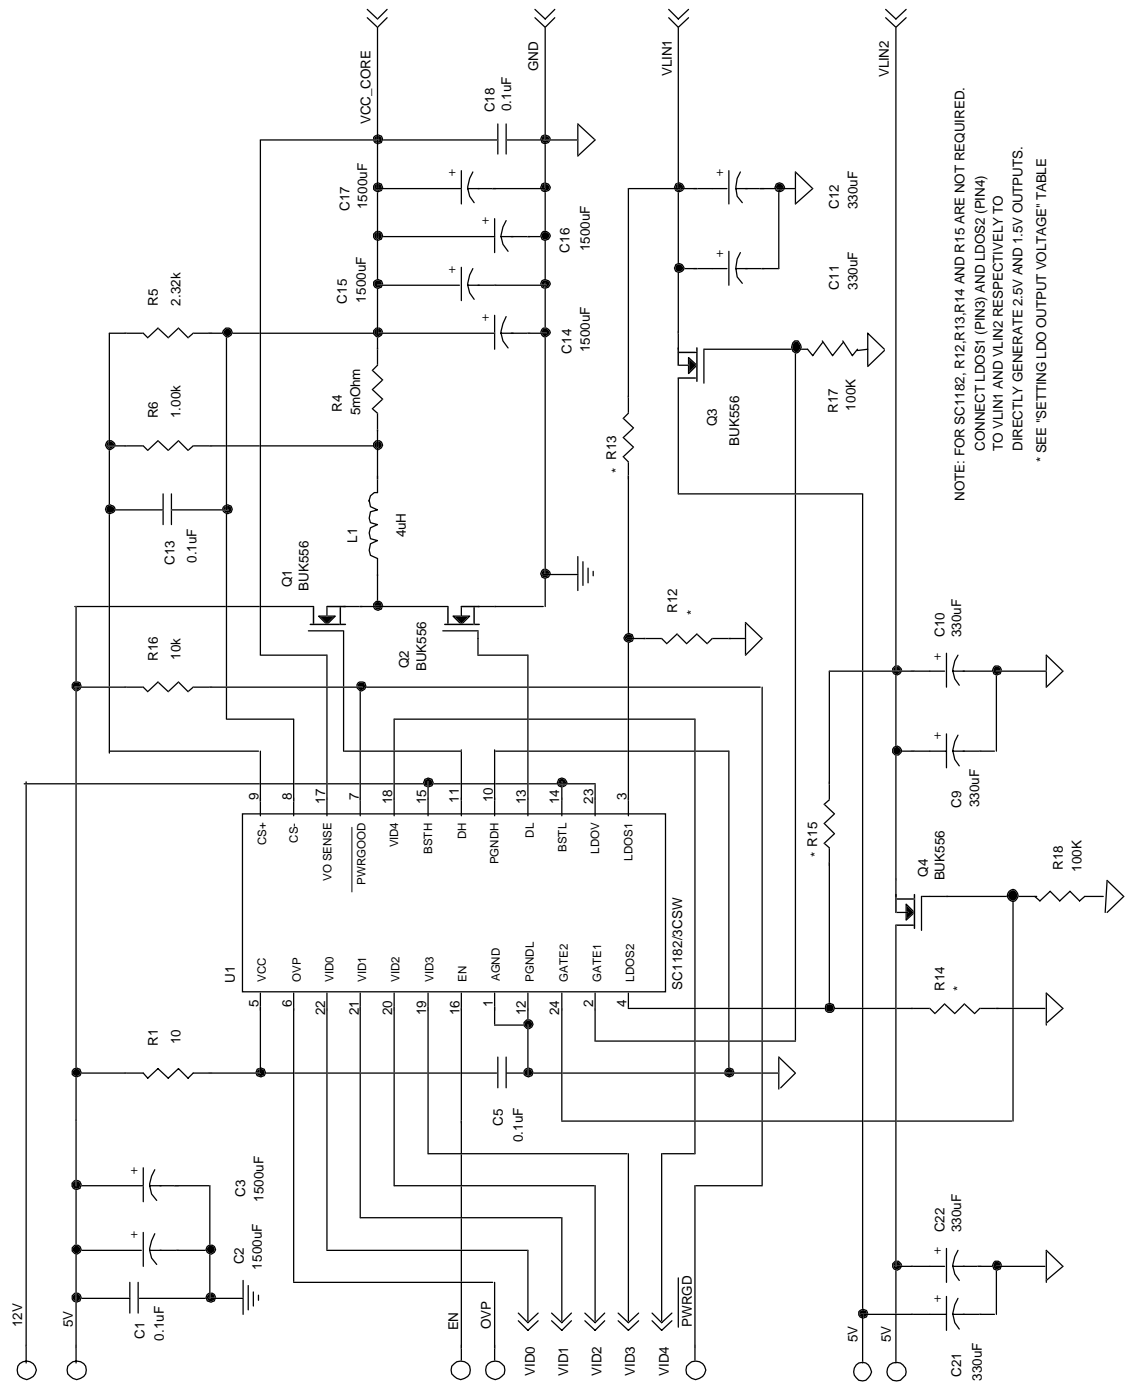 12V
5V
C1
0.1uF
C2
1500uF
C3
1500uF
R1
10
R16
10k
C13
0.1uF
R6
1.00k
R5
2.32k
Q1
BUK556
Q2
BUK556
L1
4uH
R4
5mOhm
C14
1500uF
C15
1500uF
C16
1500uF
C17
1500uF
C18
0.1uF
VCC_CORE
GND
U1
5
VCC
6
OVP
22
VID0
21
VID1
20
VID2
19
VID3
16
EN
1
AGND
12
PGNDL
24
GATE2
2
GATE1
4
LDOS2
CS+
9
CS-
8
VO SENSE
17
PWRGOOD
7
VID4
18
BSTH
15
DH
11
PGNDH
10
DL
13
BSTL
14
LDOV
23
LDOS1
3
SC1182/3CSW
C5
0.1uF
EN
OVP
VID0
VID1
VID2
VID3
VID4
PWRGD
R12
*
* R13
Q3
BUK556
R17
100K
C11
330uF
C12
330uF
VLIN1
5V
5V
C21
330uF
C22
330uF
R14
*
* R15
Q4
BUK556
R18
100K
C9
330uF
C10
330uF
VLIN2
NOTE: FOR SC1182, R12,R13,R14 AND R15 ARE NOT REQUIRED.
CONNECT LDOS1 (PIN3) AND LDOS2 (PIN4)
TO VLIN1 AND VLIN2 RESPECTIVELY TO
DIRECTLY GENERATE 2.5V AND 1.5V OUTPUTS.
* SEE "SETTING LDO OUTPUT VOLTAGE" TABLE